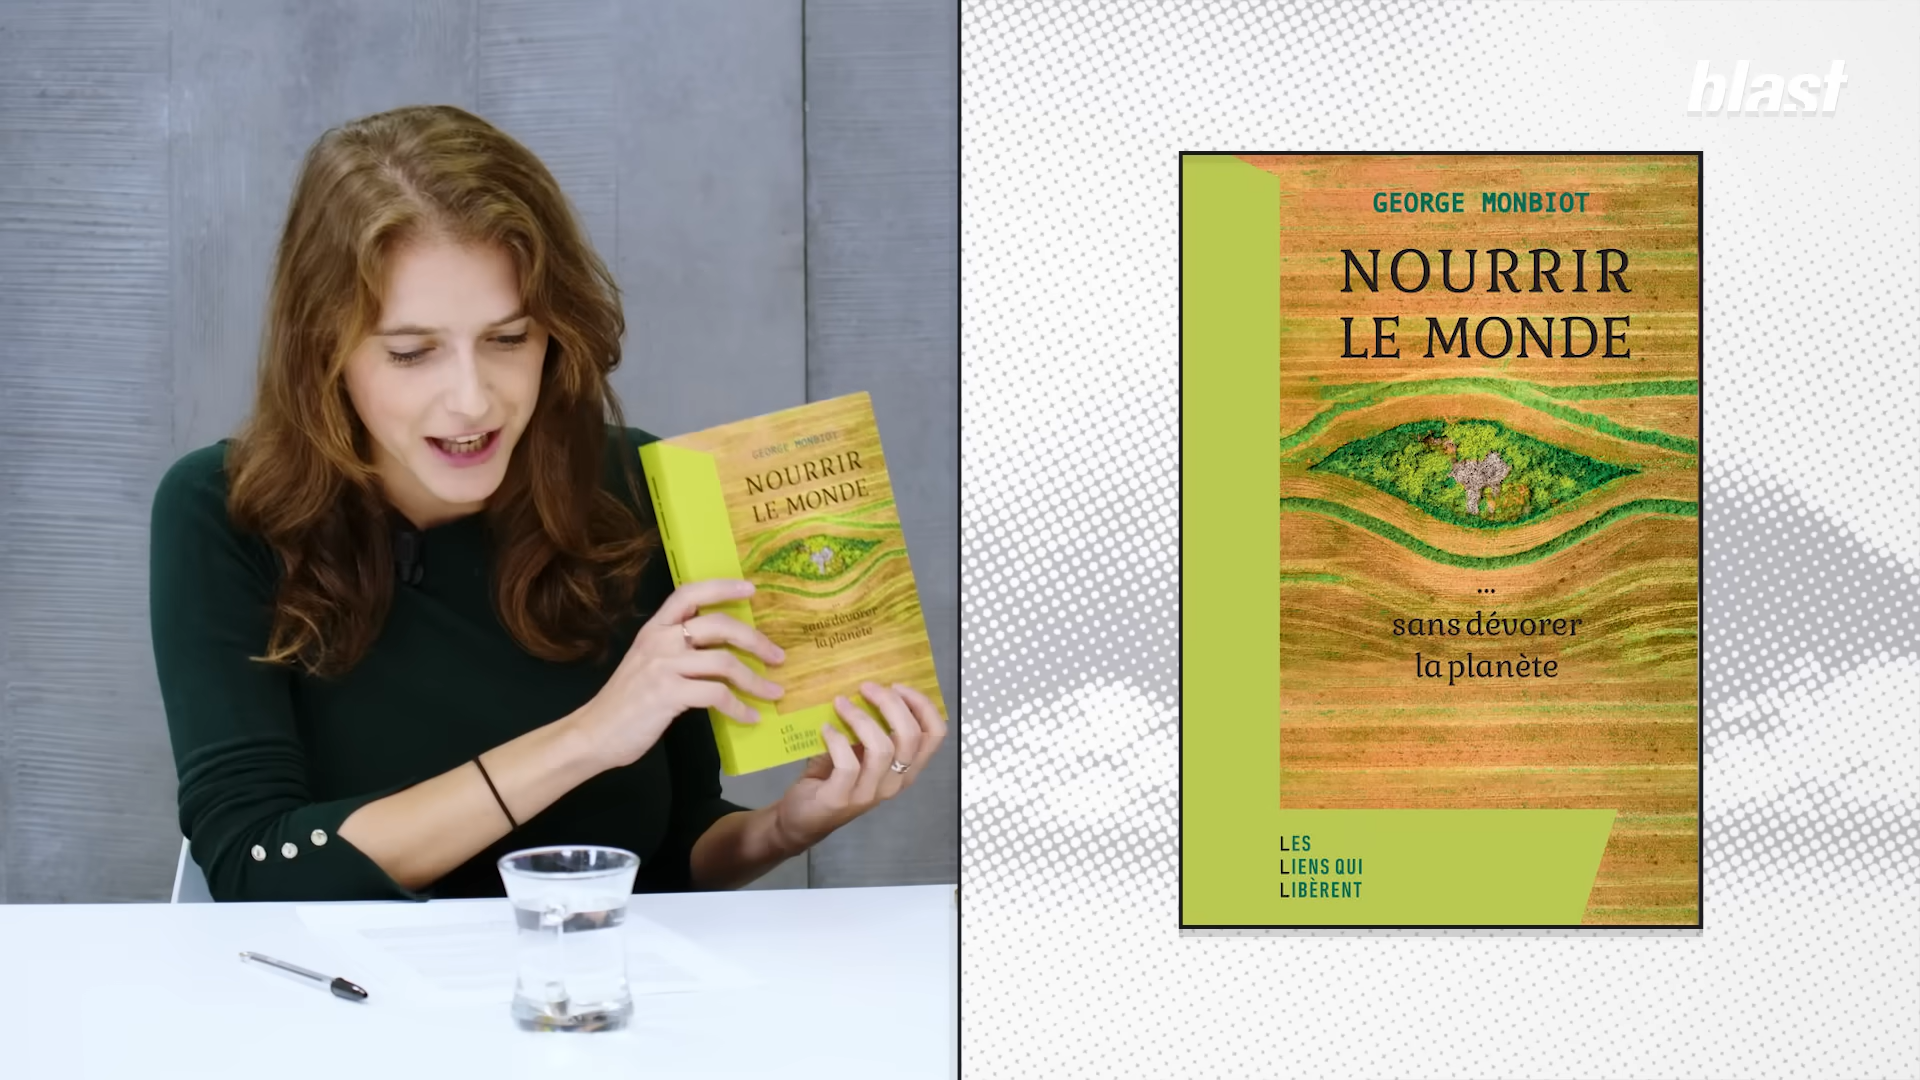 GEORGE MONBIOT
NOURRIR
LE MONDE
sans dévorer
la planète
LES
LIENS QUI
LIBÈRENT
blast
GEORGE MONBIOT
NOURRIR
LE MONDE
...
sans dévorer
la planète
LES
LIENS QUI
LIBÈRENT